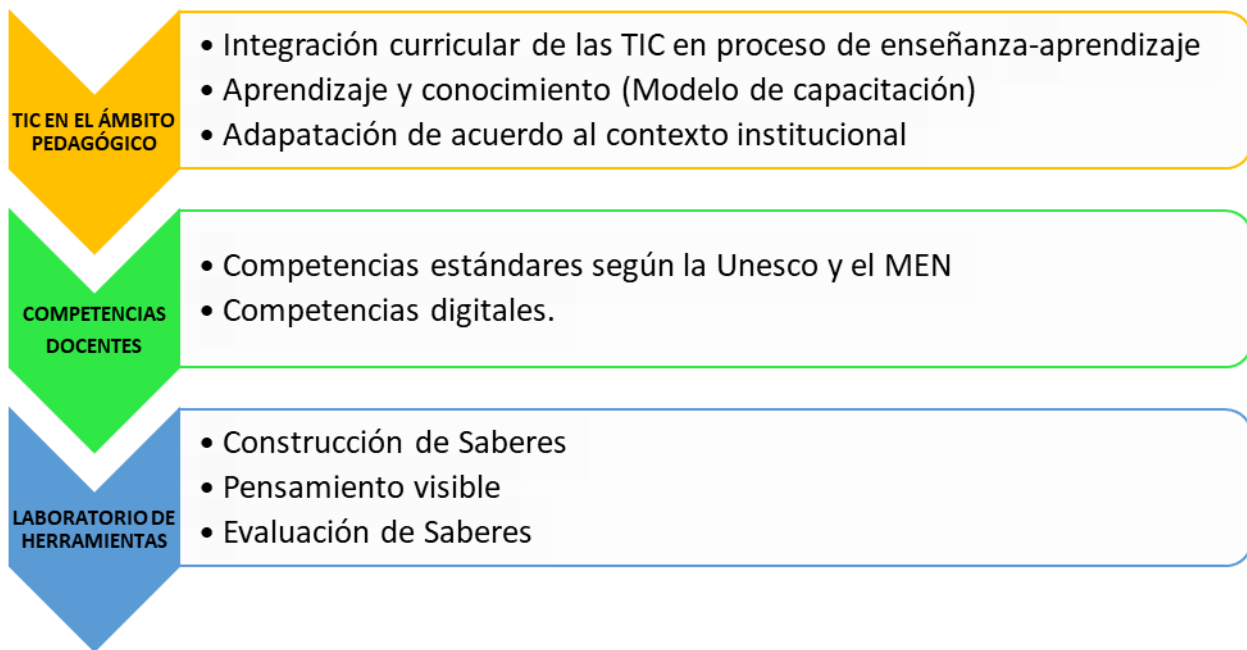 TIC EN EL ÁMBITO
PEDAGÓGICO
• Integración curricular de las TIC en proceso de enseñanza-aprendizaje
• Aprendizaje y conocimiento (Modelo de capacitación)
• Adapatación de acuerdo al contexto institucional
COMPETENCIAS
DOCENTES
• Competencias estándares según la Unesco y el MEN
• Competencias digitales.
LABORATORIO DE
HERRAMIENTAS
• Construcción de Saberes
• Pensamiento visible
• Evaluación de Saberes